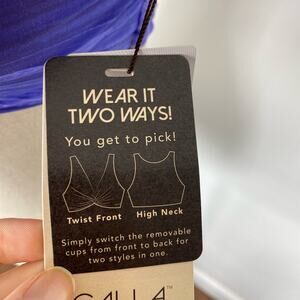 WEAR IT
TWO WAYS!
You get to pick!
Twist Front High Neck
Simply switch the removable
cups from front to back for
two styles in one.
CALIA™